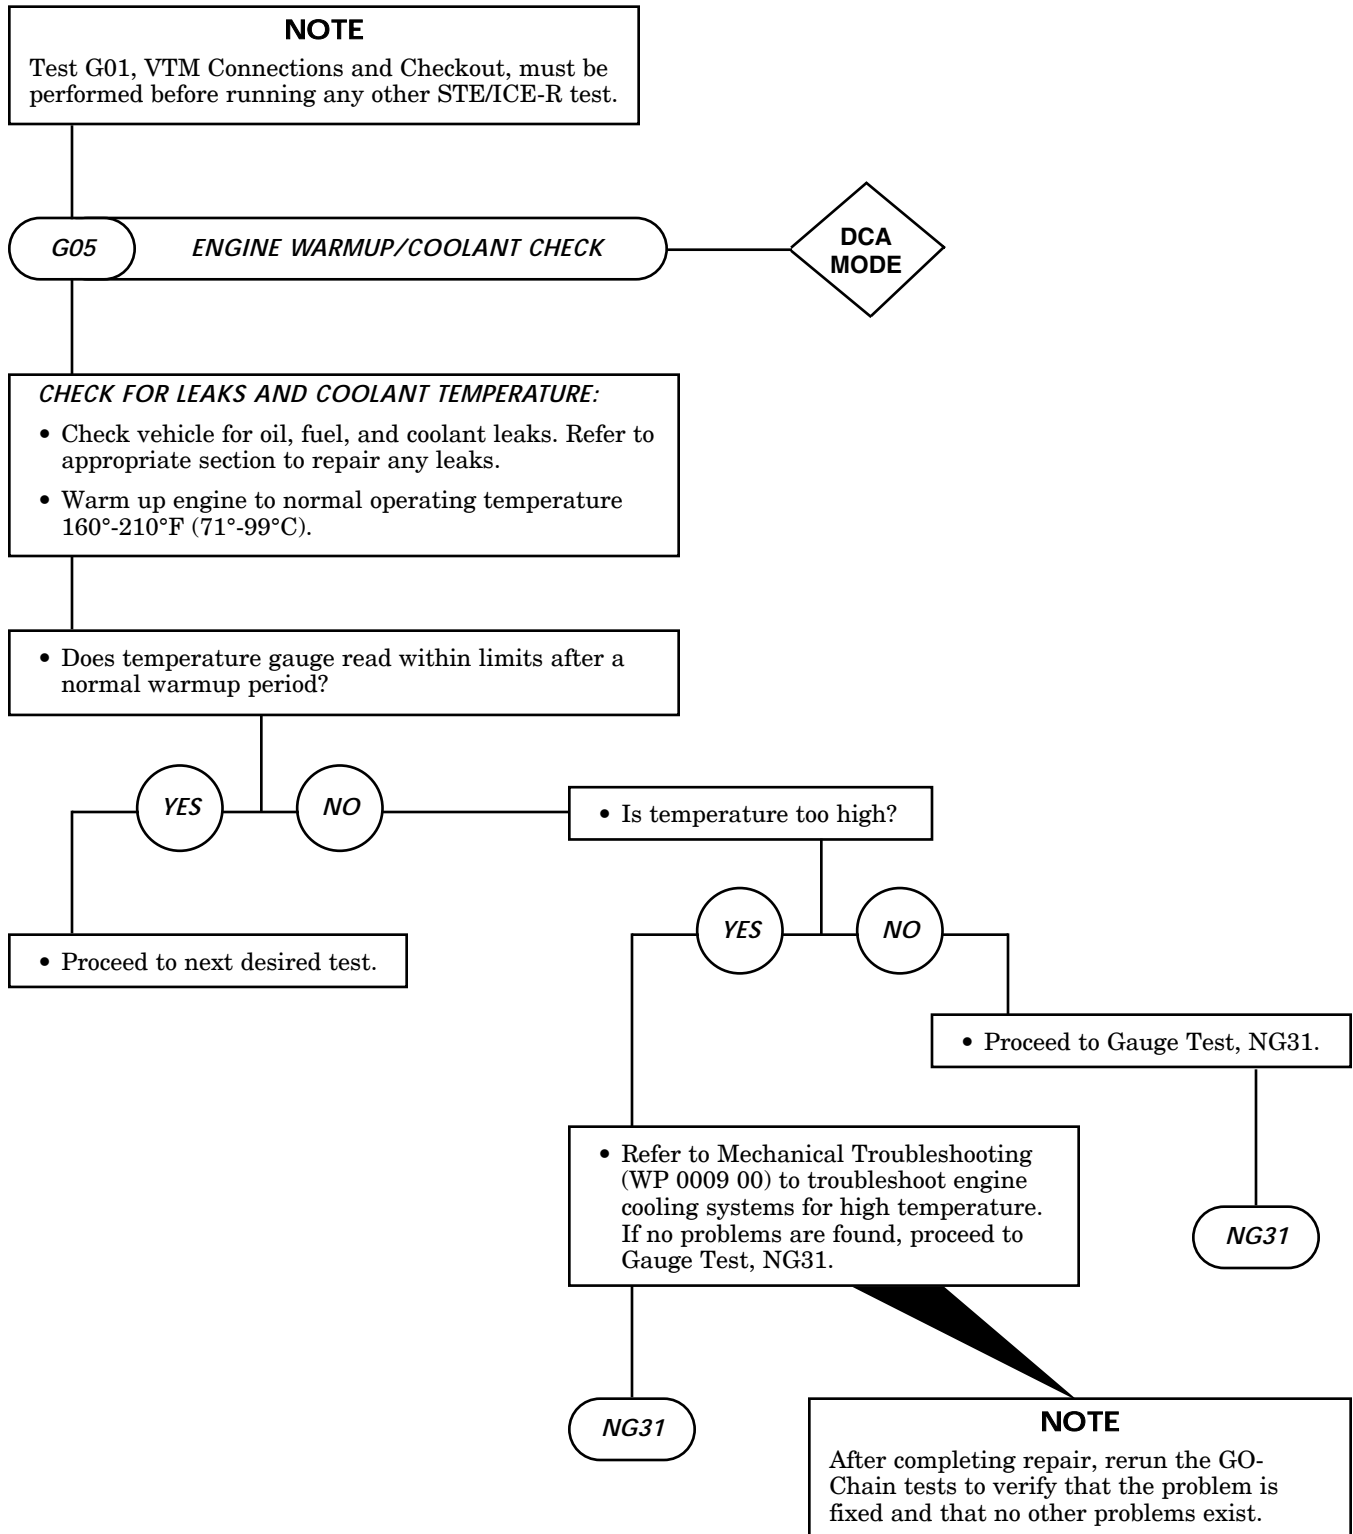 NOTE
Test G01, VTM Connections and Checkout, must be
performed before running any other STE/ICE-R test.
G05
ENGINE WARMUP/COOLANT CHECK
DCA
MODE
CHECK FOR LEAKS AND COOLANT TEMPERATURE:
• Check vehicle for oil, fuel, and coolant leaks. Refer to
appropriate section to repair any leaks.
• Warm up engine to normal operating temperature
160°-210°F (71°-99°C).
• Does temperature gauge read within limits after a
normal warmup period?
YES
NO
• Is temperature too high?
• Proceed to next desired test.
YES
NO
• Proceed to Gauge Test, NG31.
• Refer to Mechanical Troubleshooting
(WP 0009 00) to troubleshoot engine
cooling systems for high temperature.
If no problems are found, proceed to
Gauge Test, NG31.
NG31
NG31
NOTE
After completing repair, rerun the GO-
Chain tests to verify that the problem is
fixed and that no other problems exist.